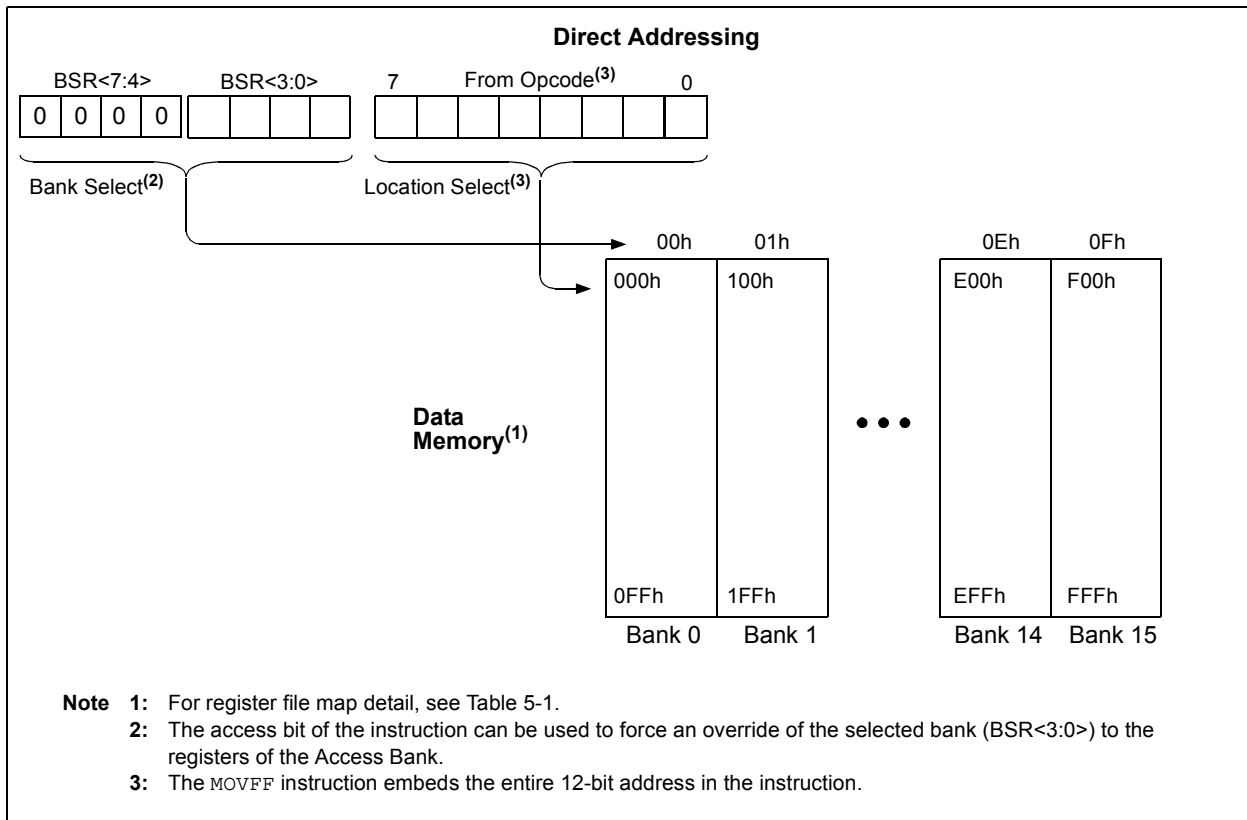 Direct Addressing
BSR<7:4> BSR<3:0> 7 From Opcode(3) 0
0 0 0 0
Bank Select(2) Location Select(3)
00h 01h 0Eh 0Fh
000h 100h E00h F00h
Data
Memory(1)
0FFh 1FFh EFFh FFFh
Bank 0 Bank 1 Bank 14 Bank 15
Note 1: For register file map detail, see Table 5-1.
2: The access bit of the instruction can be used to force an override of the selected bank (BSR<3:0>) to the
registers of the Access Bank.
3: The MOVFF instruction embeds the entire 12-bit address in the instruction.